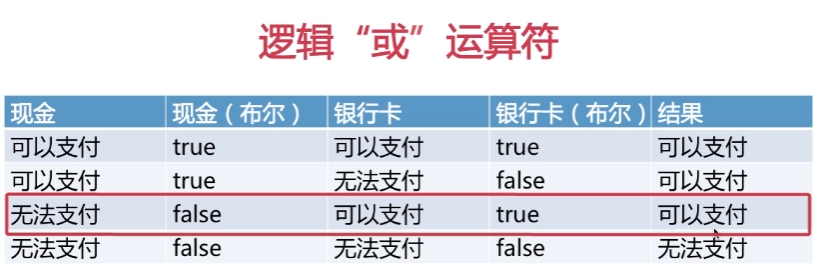 逻辑“或”运算符
现金 现金（布尔） 银行卡 银行卡（布尔） 结果
可以支付 true 可以支付 true 可以支付
可以支付 true 无法支付 false 可以支付
无法支付 false 可以支付 true 可以支付
无法支付 false 无法支付 false 无法支付